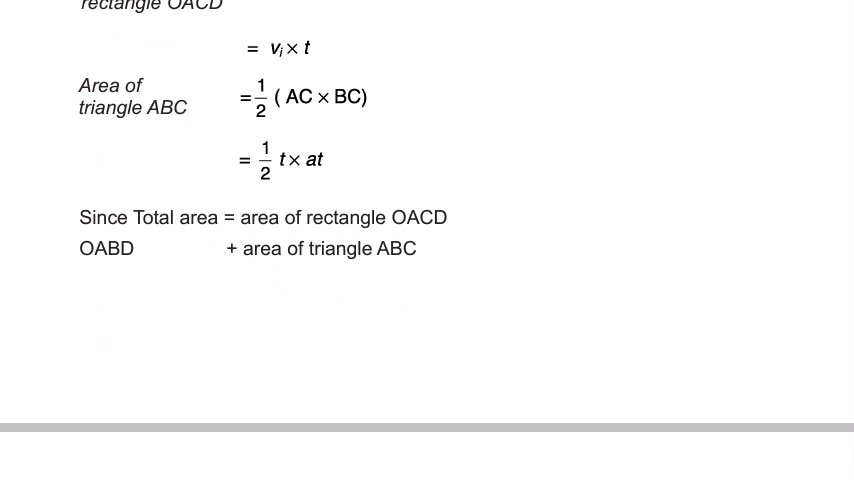 rectangle OACD
= vᵢ × t
Area of
triangle ABC
= 1/2 ( AC × BC)
= 1/2 t × at
Since Total area = area of rectangle OACD
OABD + area of triangle ABC